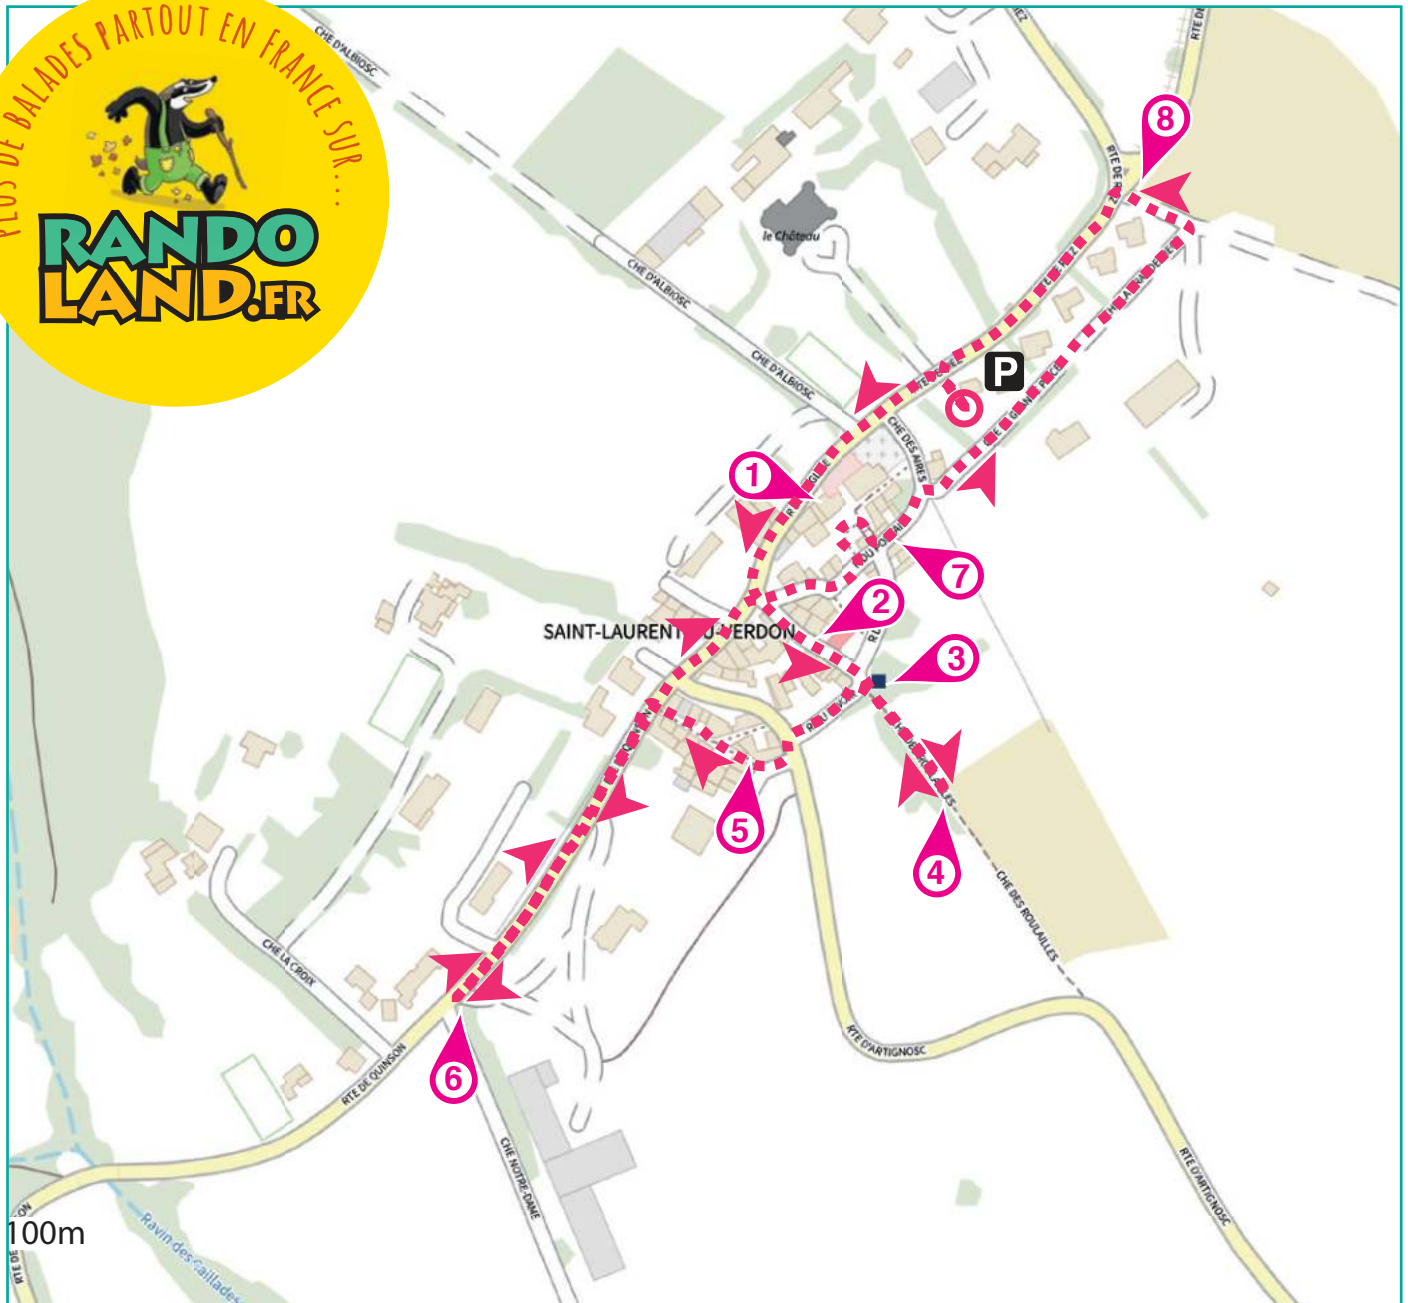 PLUS DE BALADES PARTOUT EN FRANCE SUR...
RANDO
LAND.FR
CHE D'ALBIOSC
RTE DE
8
le Château
CHE D'ALBIOSC
CHE D'ALBIOSC
P
CHE DES AIRES
1
7
2
SAINT-LAURENT-DU-VERDON
3
5
4
CHE DES ROULAILLES
CHE LA CROIX
RTE D'ARTIGNOSC
RTE DE QUINSON
6
CHE NOTRE-DAME
RTE D'ARTIGNOSC
100m
Ravin des Caillades